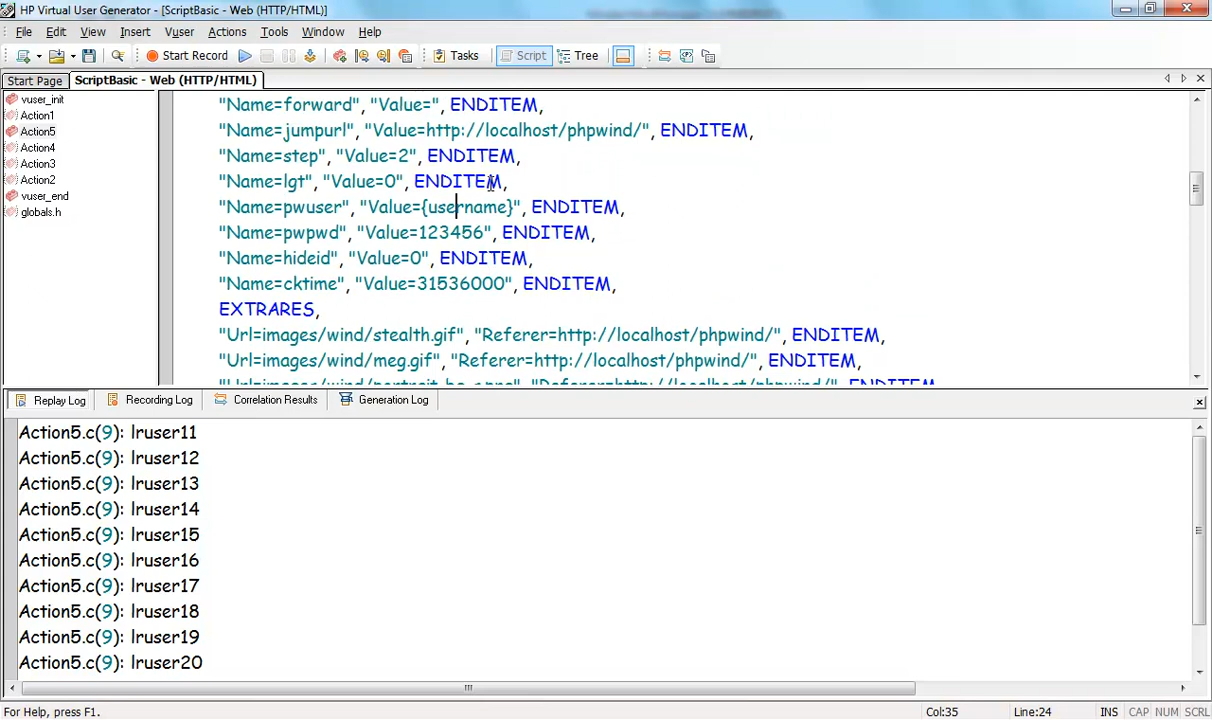 HP Virtual User Generator - [ScriptBasic - Web (HTTP/HTML)]
File Edit View Insert Vuser Actions Tools Window Help
Start Record Tasks Script Tree
Start Page ScriptBasic - Web (HTTP/HTML)
vuser_init
Action1
Action5
Action4
Action3
Action2
vuser_end
globals.h
"Name=forward", "Value=", ENDITEM,
"Name=jumpurl", "Value=http://localhost/phpwind/", ENDITEM,
"Name=step", "Value=2", ENDITEM,
"Name=lgt", "Value=0", ENDITEM,
"Name=pwuser", "Value={username}", ENDITEM,
"Name=pwpwd", "Value=123456", ENDITEM,
"Name=hideid", "Value=0", ENDITEM,
"Name=cktime", "Value=31536000", ENDITEM,
EXTRARES,
"Url=images/wind/stealth.gif", "Referer=http://localhost/phpwind/", ENDITEM,
"Url=images/wind/meg.gif", "Referer=http://localhost/phpwind/", ENDITEM,
Replay Log Recording Log Correlation Results Generation Log
Action5.c(9): lruser11
Action5.c(9): lruser12
Action5.c(9): lruser13
Action5.c(9): lruser14
Action5.c(9): lruser15
Action5.c(9): lruser16
Action5.c(9): lruser17
Action5.c(9): lruser18
Action5.c(9): lruser19
Action5.c(9): lruser20
For Help, press F1. Col:35 Line:24 INS CAP NUM SCRL